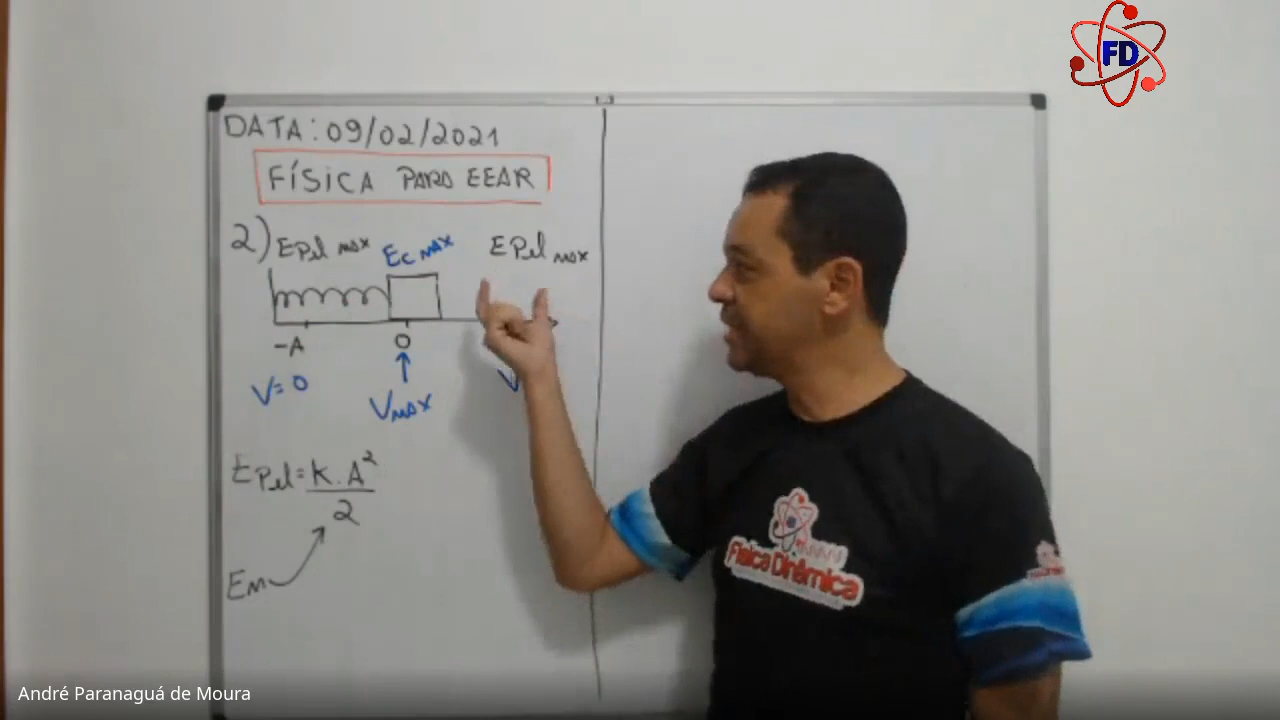 FD
DATA: 09/02/2021
FÍSICA PARA EEAR
2) EPel MAX Ec MAX EPel MAX
-A O
V=0 VMAX V
EPel = K.A²
2
EM
Física Dinâmica
André Paranaguá de Moura